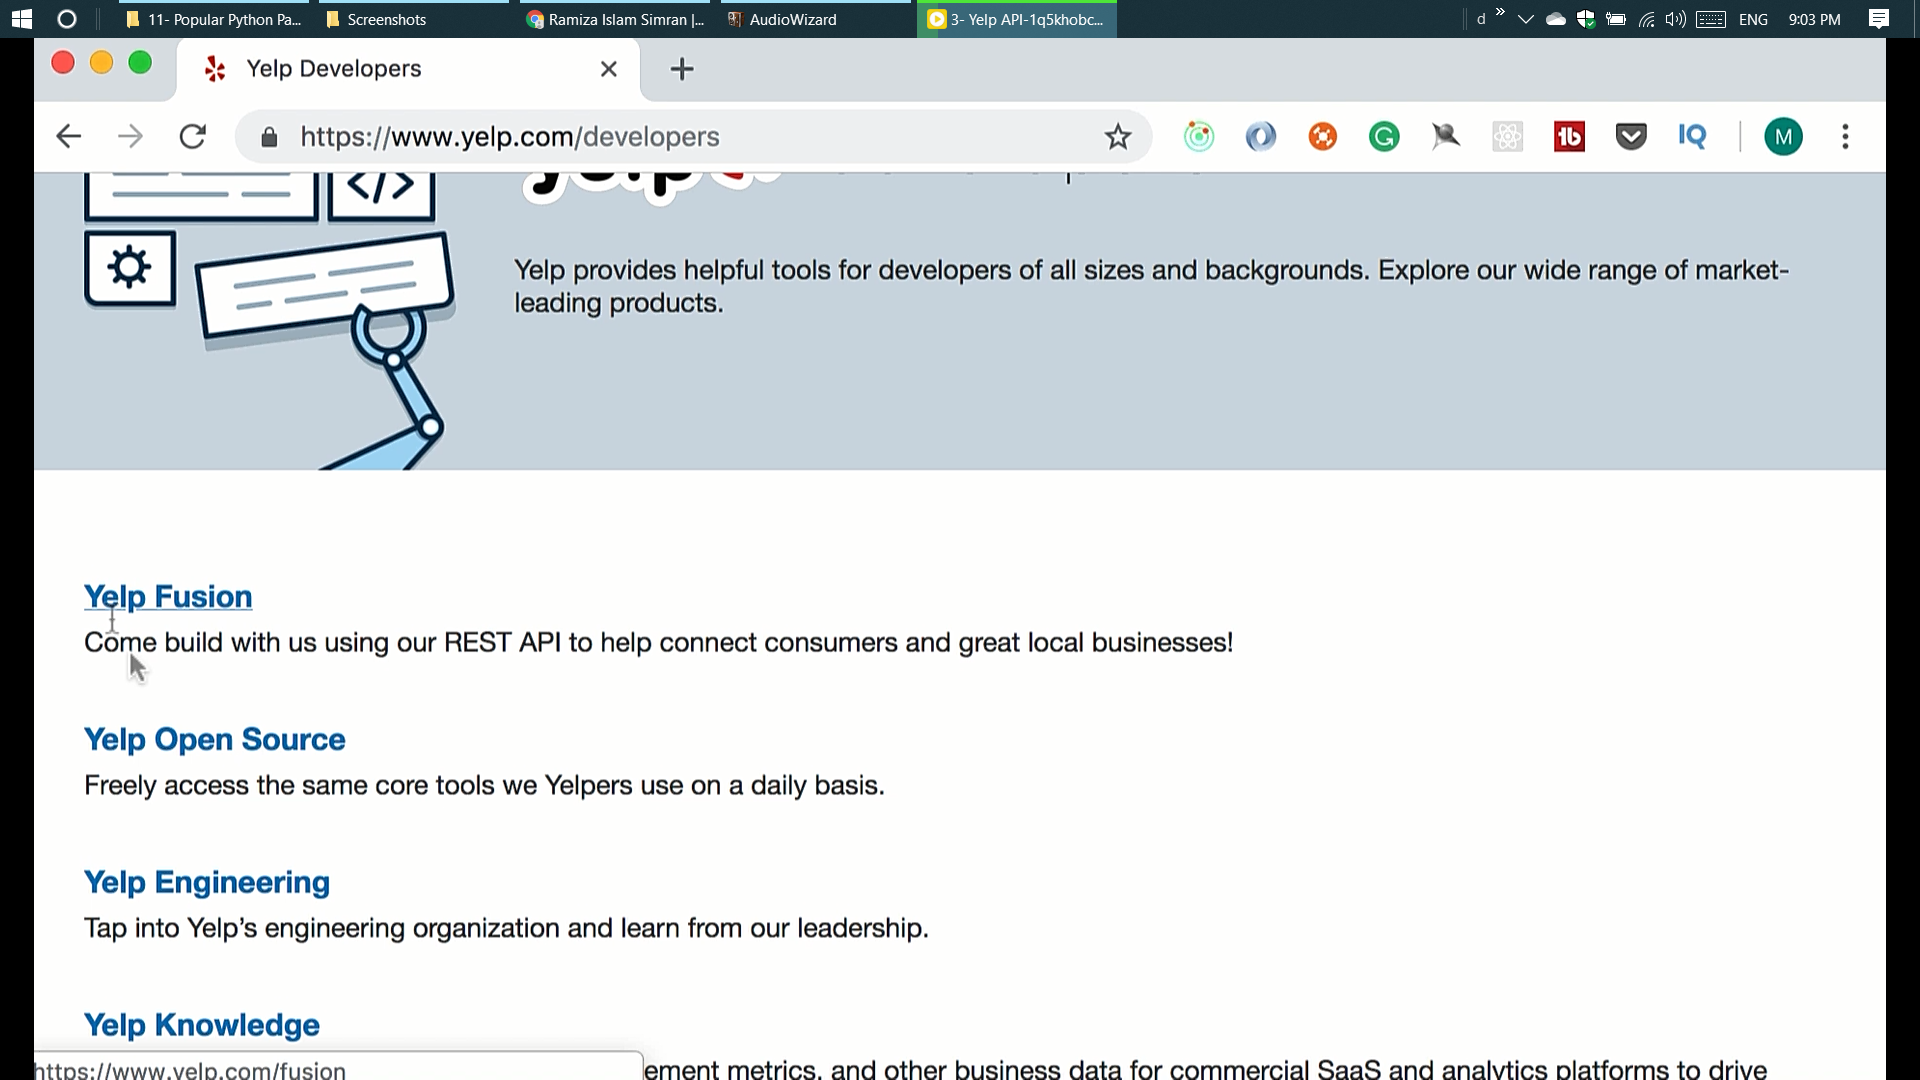 11- Popular Python Pa...
Screenshots
Ramiza Islam Simran |...
AudioWizard
3- Yelp API-1q5khobc...
d
ENG
9:03 PM
Yelp Developers
https://www.yelp.com/developers
M
yelp
Yelp provides helpful tools for developers of all sizes and backgrounds. Explore our wide range of market-
leading products.
Yelp Fusion
Come build with us using our REST API to help connect consumers and great local businesses!
Yelp Open Source
Freely access the same core tools we Yelpers use on a daily basis.
Yelp Engineering
Tap into Yelp’s engineering organization and learn from our leadership.
Yelp Knowledge
https://www.yelp.com/fusion
ement metrics, and other business data for commercial SaaS and analytics platforms to drive